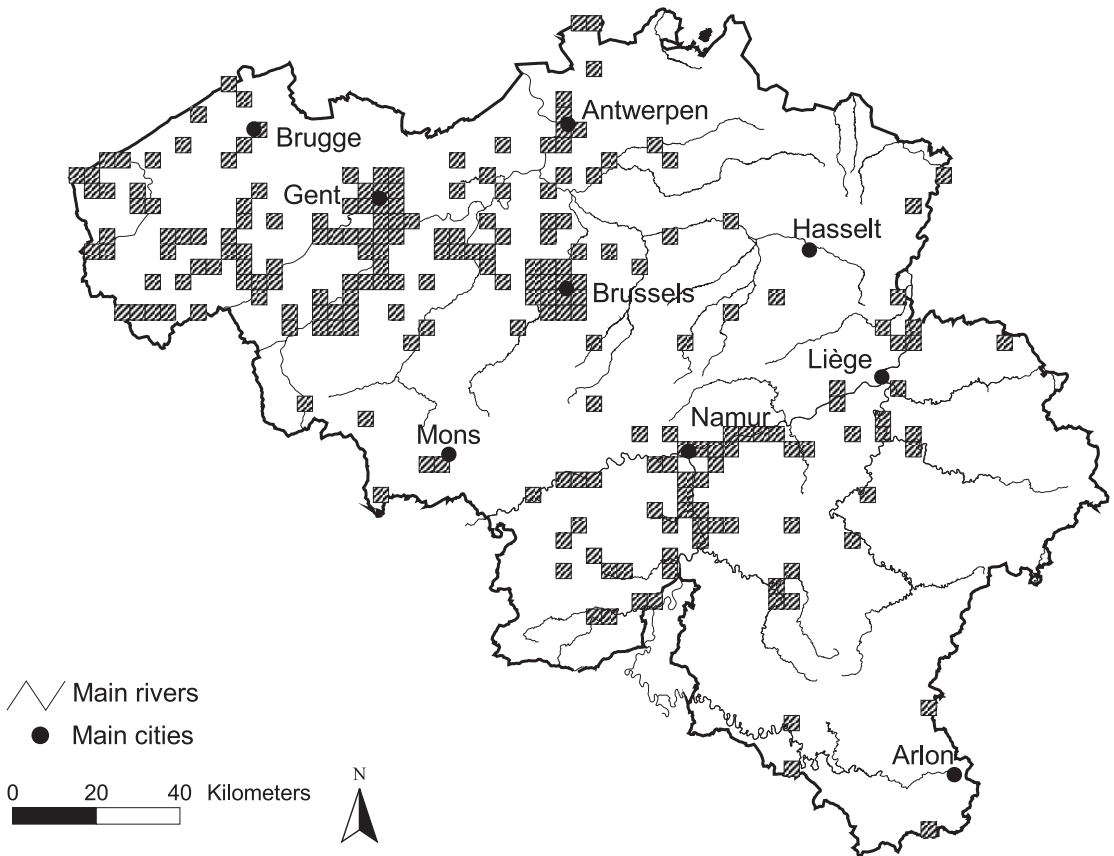 Antwerpen
Brugge
Gent
Hasselt
Brussels
Liège
Namur
Mons
Main rivers
Main cities
Arlon
N
0 20 40 Kilometers